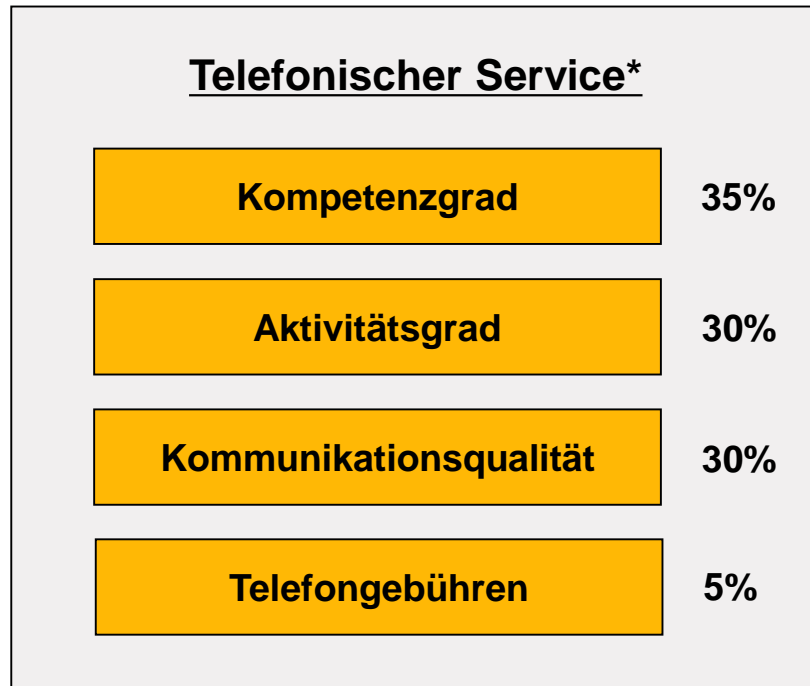 Telefonischer Service*
Kompetenzgrad 35%
Aktivitätsgrad 30%
Kommunikationsqualität 30%
Telefongebühren 5%